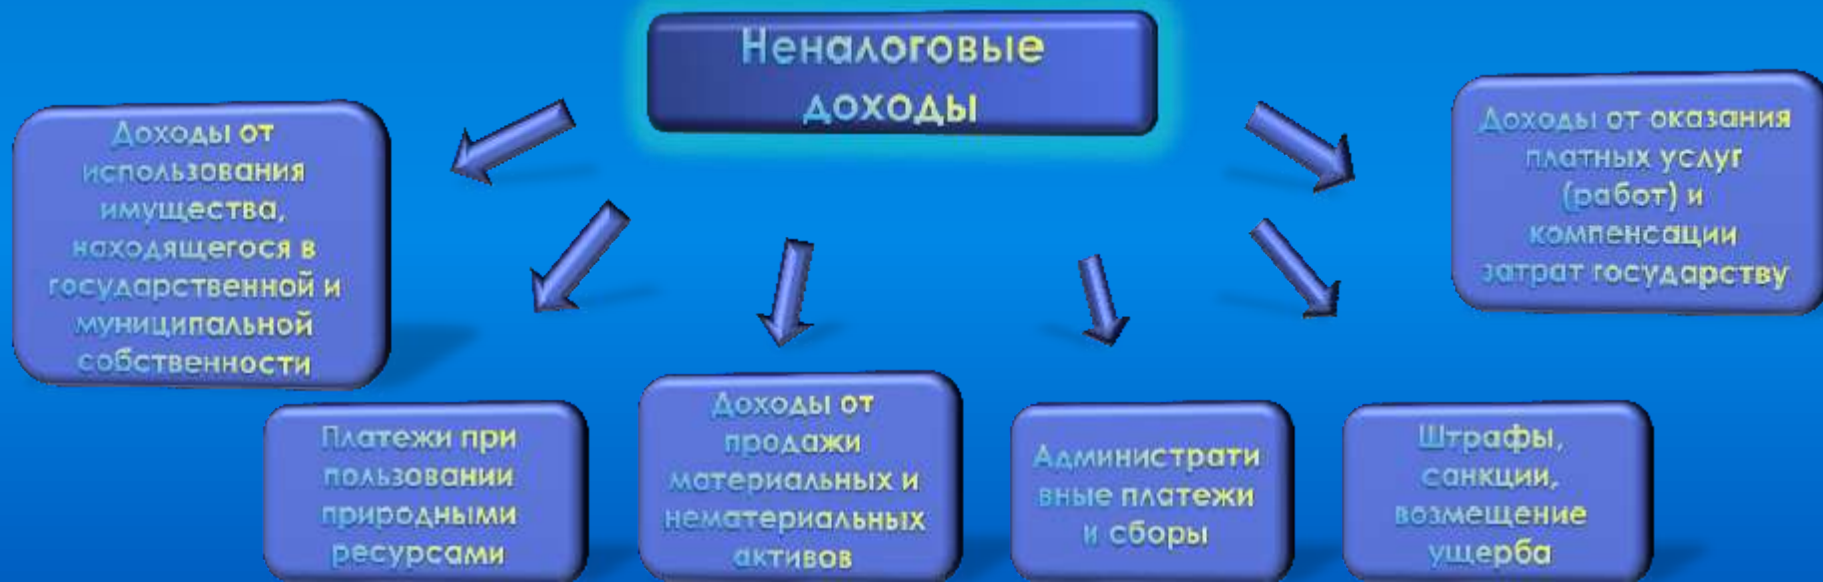 Неналоговые
доходы
Доходы от
использования
имущества,
находящегося в
государственной и
муниципальной
собственности
Платежи при
пользовании
природными
ресурсами
Доходы от
продажи
материальных и
нематериальных
активов
Администрати
вные платежи
и сборы
Штрафы,
санкции,
возмещение
ущерба
Доходы от оказания
платных услуг
(работ) и
компенсации
затрат государству